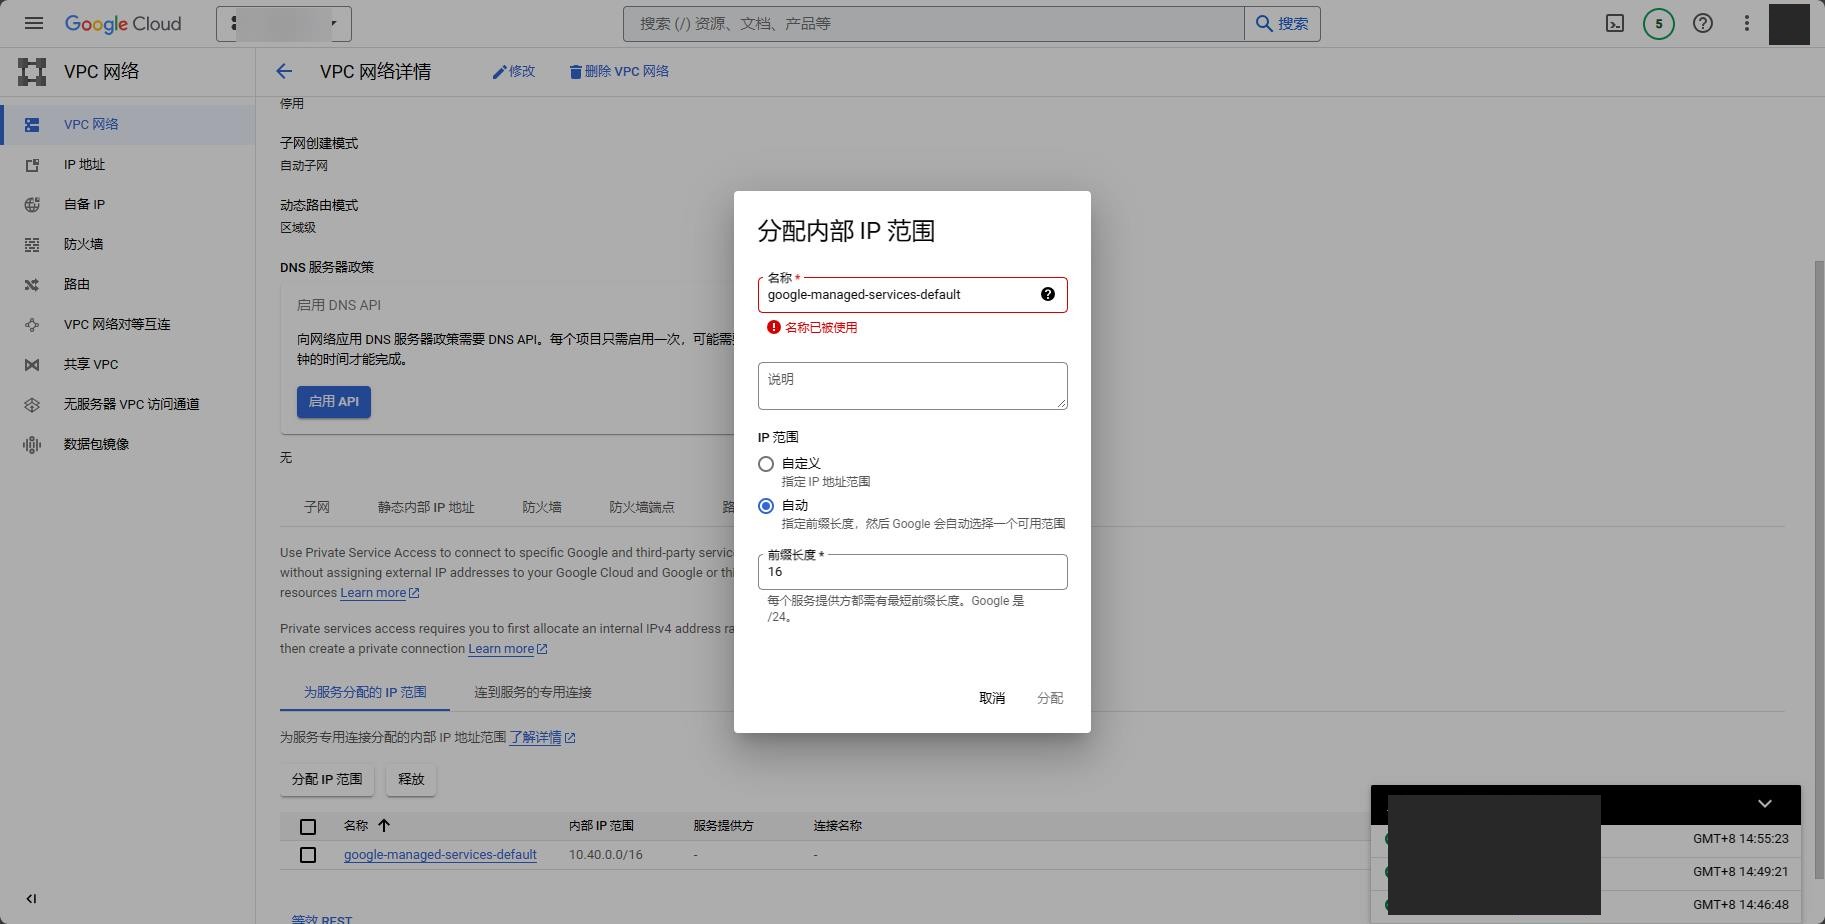 Google Cloud
搜索 (/) 资源、文档、产品等
搜索
5
VPC 网络
VPC 网络详情
修改
删除 VPC 网络
VPC 网络
IP 地址
自备 IP
防火墙
路由
VPC 网络对等互连
共享 VPC
无服务器 VPC 访问通道
数据包镜像
停用
子网创建模式
自动子网
动态路由模式
区域级
DNS 服务器政策
启用 DNS API
向网络应用 DNS 服务器政策需要 DNS API。每个项目只需启用一次，可能需
钟的时间才能完成。
启用 API
无
子网
静态内部 IP 地址
防火墙
防火墙端点
路
Use Private Service Access to connect to specific Google and third-party servic
without assigning external IP addresses to your Google Cloud and Google or thi
resources Learn more
Private services access requires you to first allocate an internal IPv4 address ra
then create a private connection Learn more
为服务分配的 IP 范围
连到服务的专用连接
为服务专用连接分配的内部 IP 地址范围 了解详情
分配 IP 范围
释放
名称
内部 IP 范围
服务提供方
连接名称
google-managed-services-default
10.40.0.0/16
-
-
等效 REST
分配内部 IP 范围
名称 *
google-managed-services-default
名称已被使用
说明
IP 范围
自定义
指定 IP 地址范围
自动
指定前缀长度，然后 Google 会自动选择一个可用范围
前缀长度 *
16
每个服务提供方都需有最短前缀长度。Google 是
/24。
取消
分配
GMT+8 14:55:23
GMT+8 14:49:21
GMT+8 14:46:48